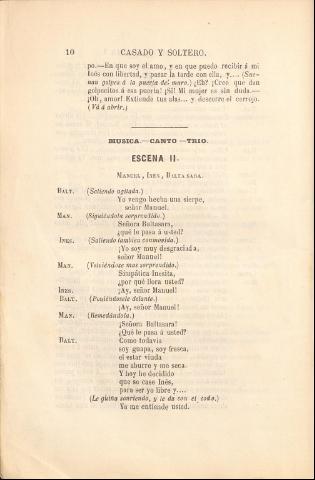 10 CASADO Y SOLTERO.
po.—En que soy el amo, y en que puedo recibir á mi
Inés con libertad, y pasar la tarde con ella, y.... (Sue-
nan golpes á la puerta del muro.) ¿Eh? ¡Creo que dan
golpecitos á esa puerta! ¡Sí! Mi mujer es sin duda.—
¡Oh, amor! Extiende tus alas... y descorre el cerrojo.
(Vá á abrir.)
MUSICA.—CANTO—TRIO.
ESCENA II.
MANUEL, INÉS, BALTASARA.
BALT. (Saliendo agitada.)
Yo vengo hecha una sierpe,
señor Manuel.
MAN. (Siguiéndola sorprendido.)
Señora Baltasara,
¿qué le pasa á usted?
INÉS. (Saliendo tambien conmovida.)
¡Yo soy muy desgraciada,
señor Manuel!
MAN. (Volviéndose mas sorprendido.)
Simpática Inesita,
¿por qué llora usted?
INÉS. ¡Ay, señor Manuel!
BALT. (Poniéndosele delante.)
¡Ay, señor Manuel!
MAN. (Remedándola.)
¡Señora Baltasara!
¿Qué le pasa á usted?
BALT. Como todavia
soy guapa, soy fresca,
el estar viuda
me aburre y me seca.
Y hoy he decidido
que se case Inés,
para ser yo libre y....
(Le guiña sonriendo, y le da con el codo.)
Ya me entiende usted.